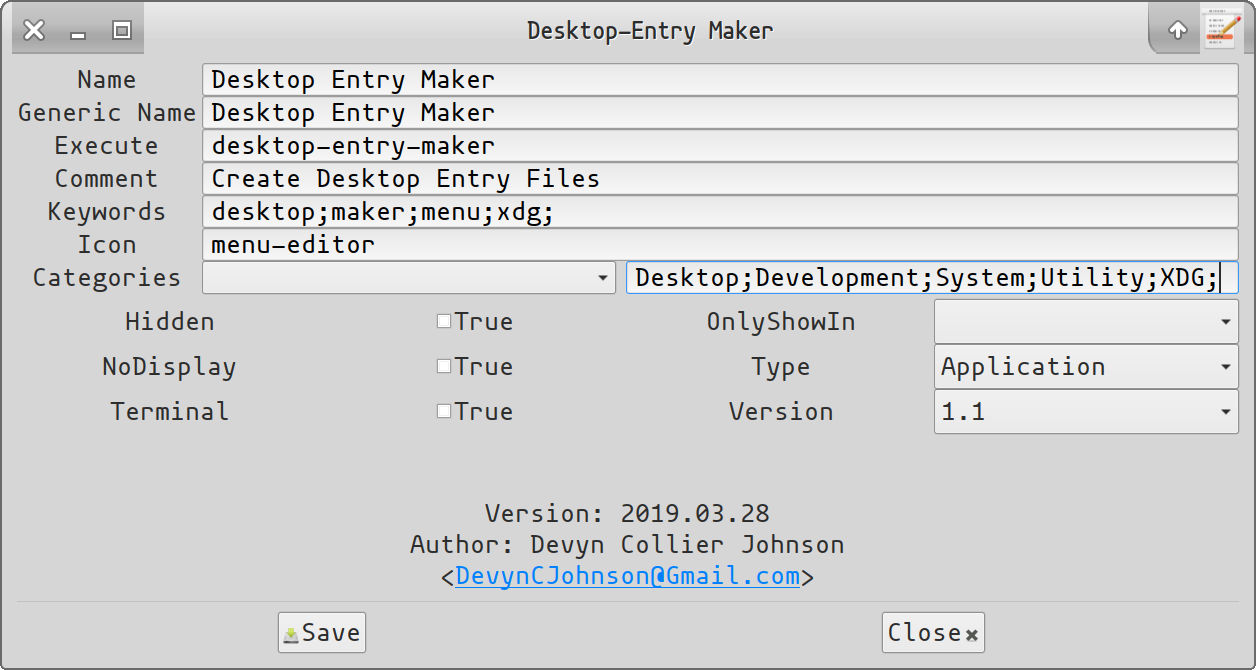 Desktop-Entry Maker
Name Desktop Entry Maker
Generic Name Desktop Entry Maker
Execute desktop-entry-maker
Comment Create Desktop Entry Files
Keywords desktop;maker;menu;xdg;
Icon menu-editor
Categories Desktop;Development;System;Utility;XDG;
Hidden True OnlyShowIn
NoDisplay True Type Application
Terminal True Version 1.1
Version: 2019.03.28
Author: Devyn Collier Johnson
<DevynCJohnson@Gmail.com>
Save Close